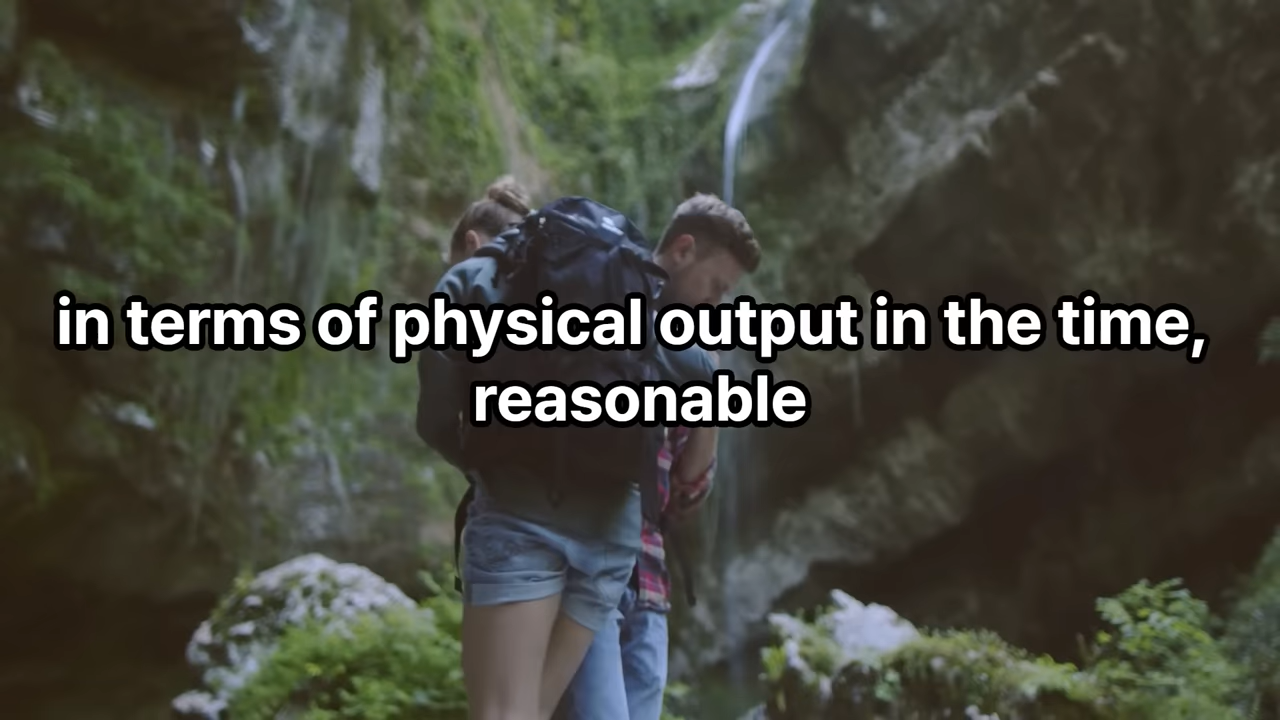 in terms of physical output in the time,
reasonable